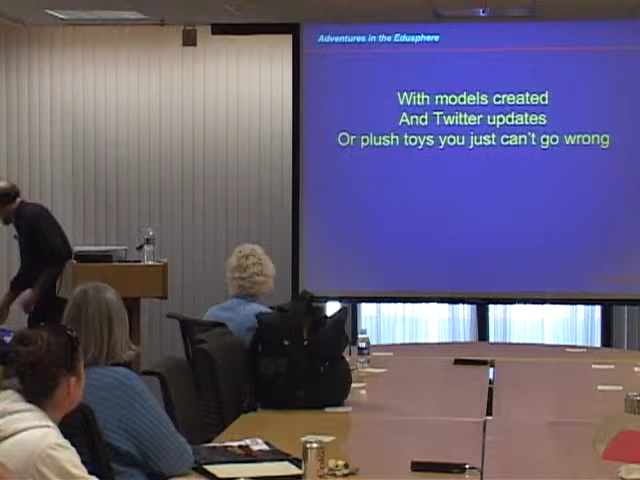 Adventures in the Edusphere
With models created
And Twitter updates
Or plush toys you just can't go wrong